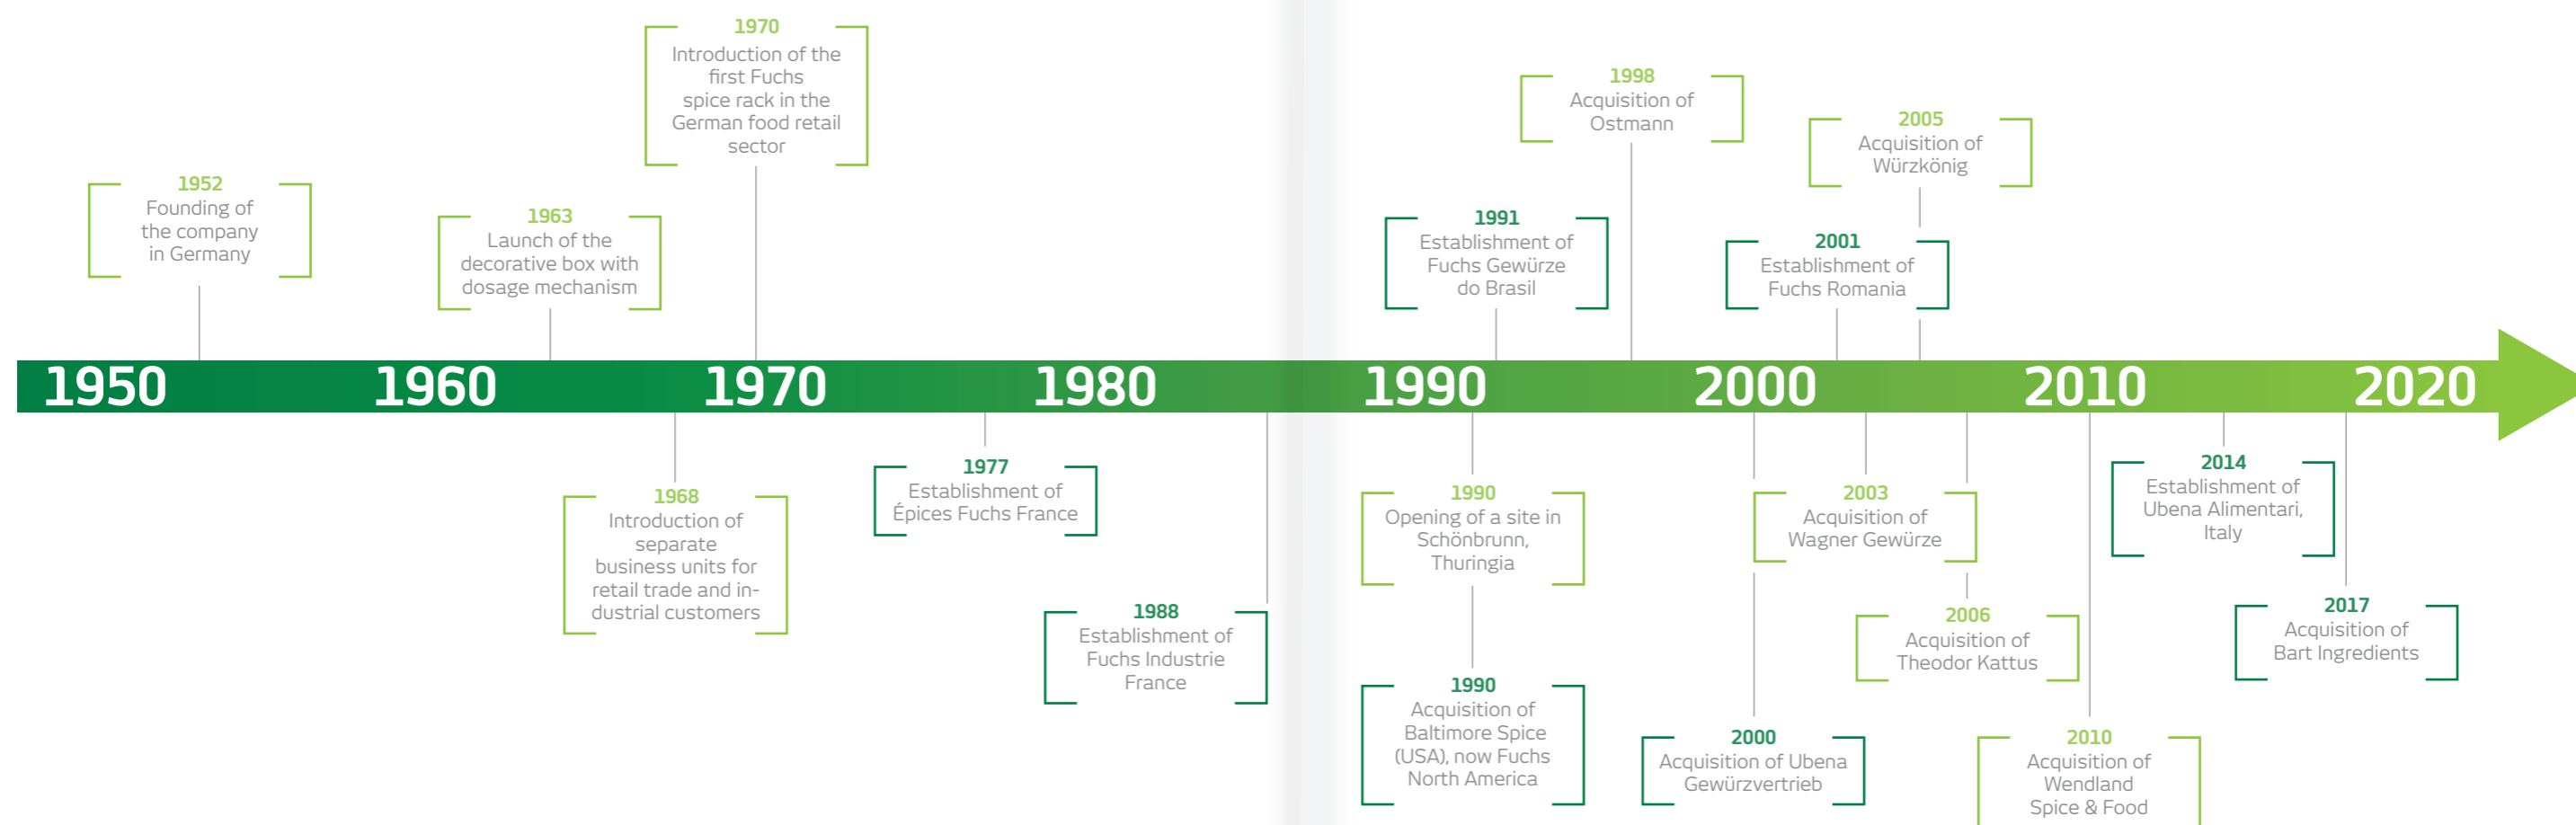 1970
Introduction of the
first Fuchs
spice rack in the
German food retail
sector
1952
Founding of
the company
in Germany
1963
Launch of the
decorative box with
dosage mechanism
1998
Acquisition of
Ostmann
2005
Acquisition of
Würzkönig
1991
Establishment of
Fuchs Gewürze
do Brasil
2001
Establishment of
Fuchs Romania
1950 1960 1970 1980 1990 2000 2010 2020
1968
Introduction of
separate
business units for
retail trade and in-
dustrial customers
1977
Establishment of
Épices Fuchs France
1988
Establishment of
Fuchs Industrie
France
1990
Opening of a site in
Schönbrunn,
Thuringia
1990
Acquisition of
Baltimore Spice
(USA), now Fuchs
North America
2003
Acquisition of
Wagner Gewürze
2000
Acquisition of Ubena
Gewürzvertrieb
2006
Acquisition of
Theodor Kattus
2010
Acquisition of
Wendland
Spice & Food
2014
Establishment of
Ubena Alimentari,
Italy
2017
Acquisition of
Bart Ingredients